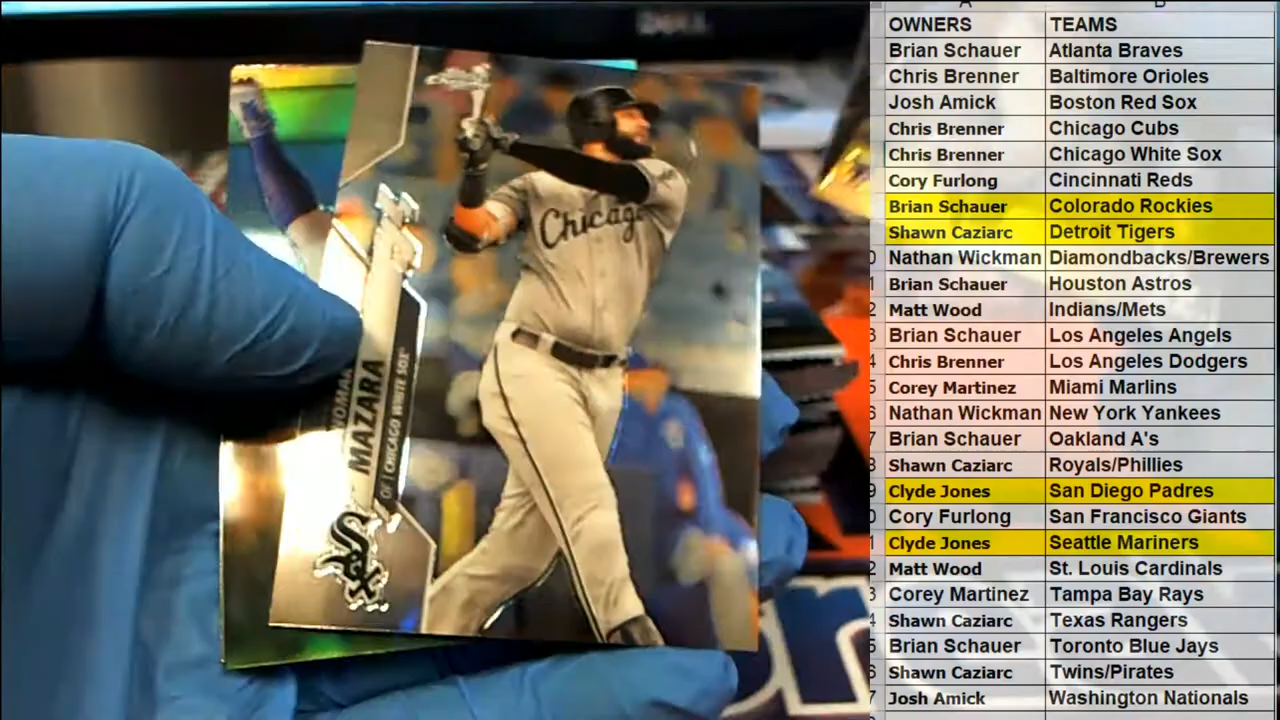 DELL
Chicago
NOMAR
MAZARA
OF | CHICAGO WHITE SOX
Sox
OWNERS TEAMS
Brian Schauer Atlanta Braves
Chris Brenner Baltimore Orioles
Josh Amick Boston Red Sox
Chris Brenner Chicago Cubs
Chris Brenner Chicago White Sox
Cory Furlong Cincinnati Reds
Brian Schauer Colorado Rockies
Shawn Caziarc Detroit Tigers
Nathan Wickman Diamondbacks/Brewers
Brian Schauer Houston Astros
Matt Wood Indians/Mets
Brian Schauer Los Angeles Angels
Chris Brenner Los Angeles Dodgers
Corey Martinez Miami Marlins
Nathan Wickman New York Yankees
Brian Schauer Oakland A's
Shawn Caziarc Royals/Phillies
Clyde Jones San Diego Padres
Cory Furlong San Francisco Giants
Clyde Jones Seattle Mariners
Matt Wood St. Louis Cardinals
Corey Martinez Tampa Bay Rays
Shawn Caziarc Texas Rangers
Brian Schauer Toronto Blue Jays
Shawn Caziarc Twins/Pirates
Josh Amick Washington Nationals